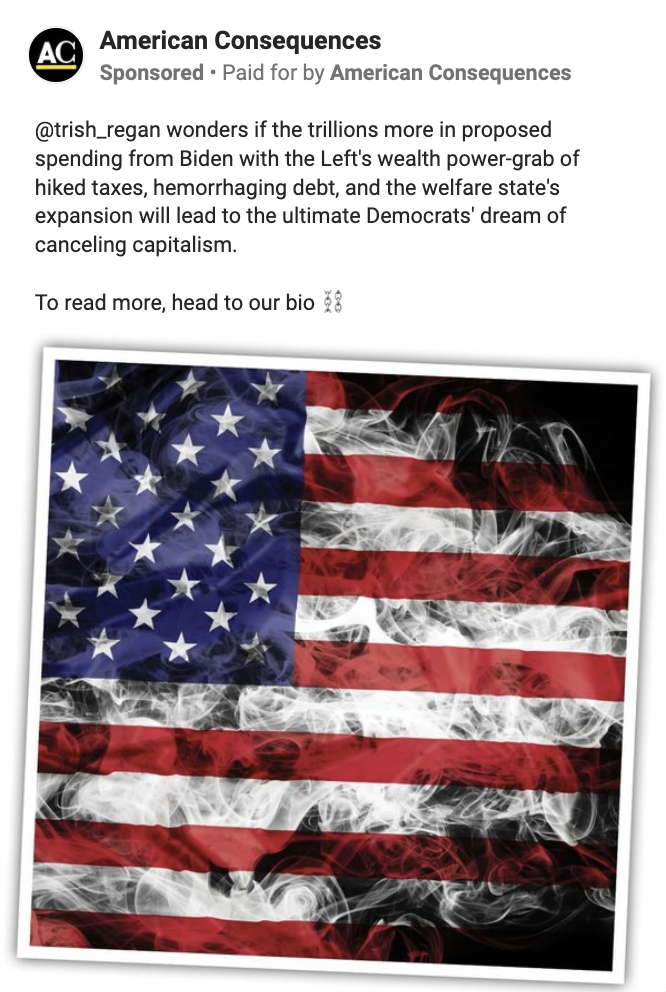 AC
American Consequences
Sponsored • Paid for by American Consequences
@trish_regan wonders if the trillions more in proposed
spending from Biden with the Left's wealth power-grab of
hiked taxes, hemorrhaging debt, and the welfare state's
expansion will lead to the ultimate Democrats' dream of
canceling capitalism.
To read more, head to our bio ⛓